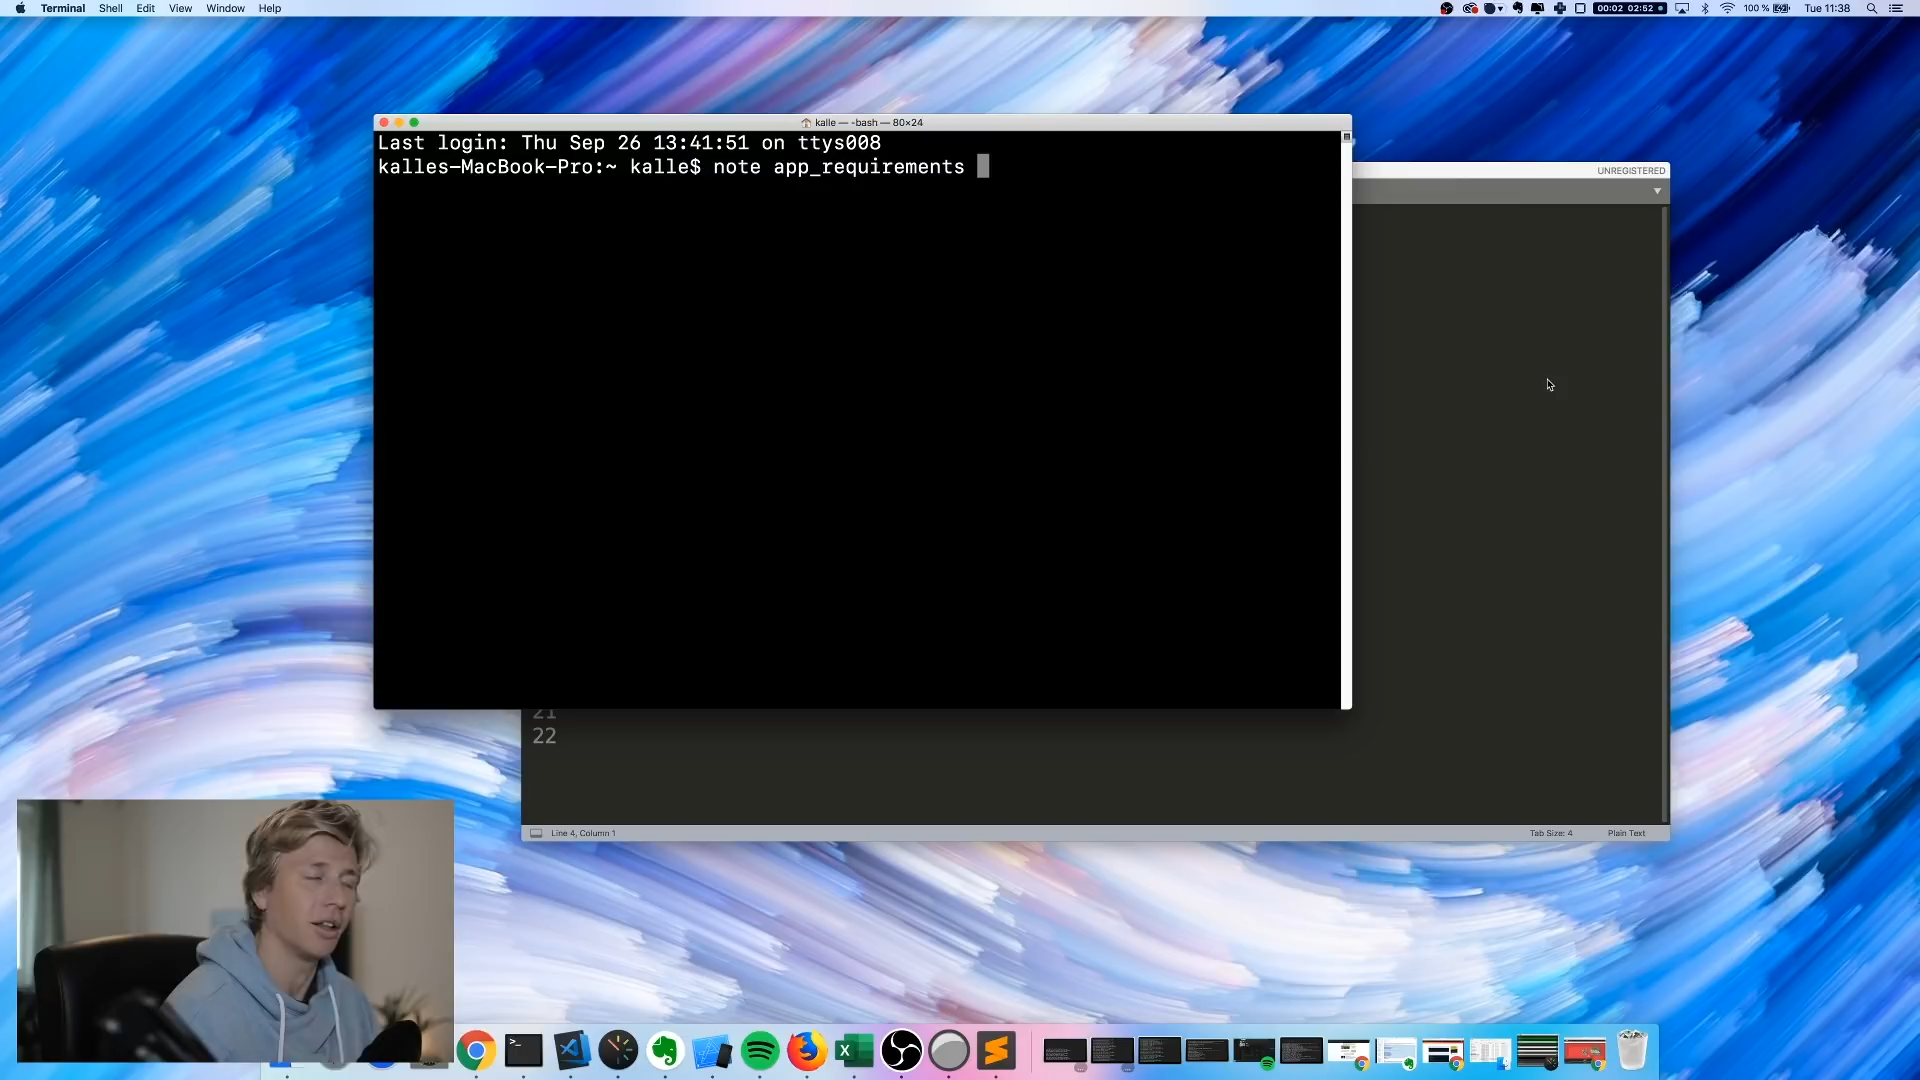 Terminal Shell Edit View Window Help
00:02 02:52
100 %
Tue 11:38
kalle — -bash — 80×24
Last login: Thu Sep 26 13:41:51 on ttys008
kalles-MacBook-Pro:~ kalle$ note app_requirements
UNREGISTERED
21
22
Line 4, Column 1
Tab Size: 4
Plain Text